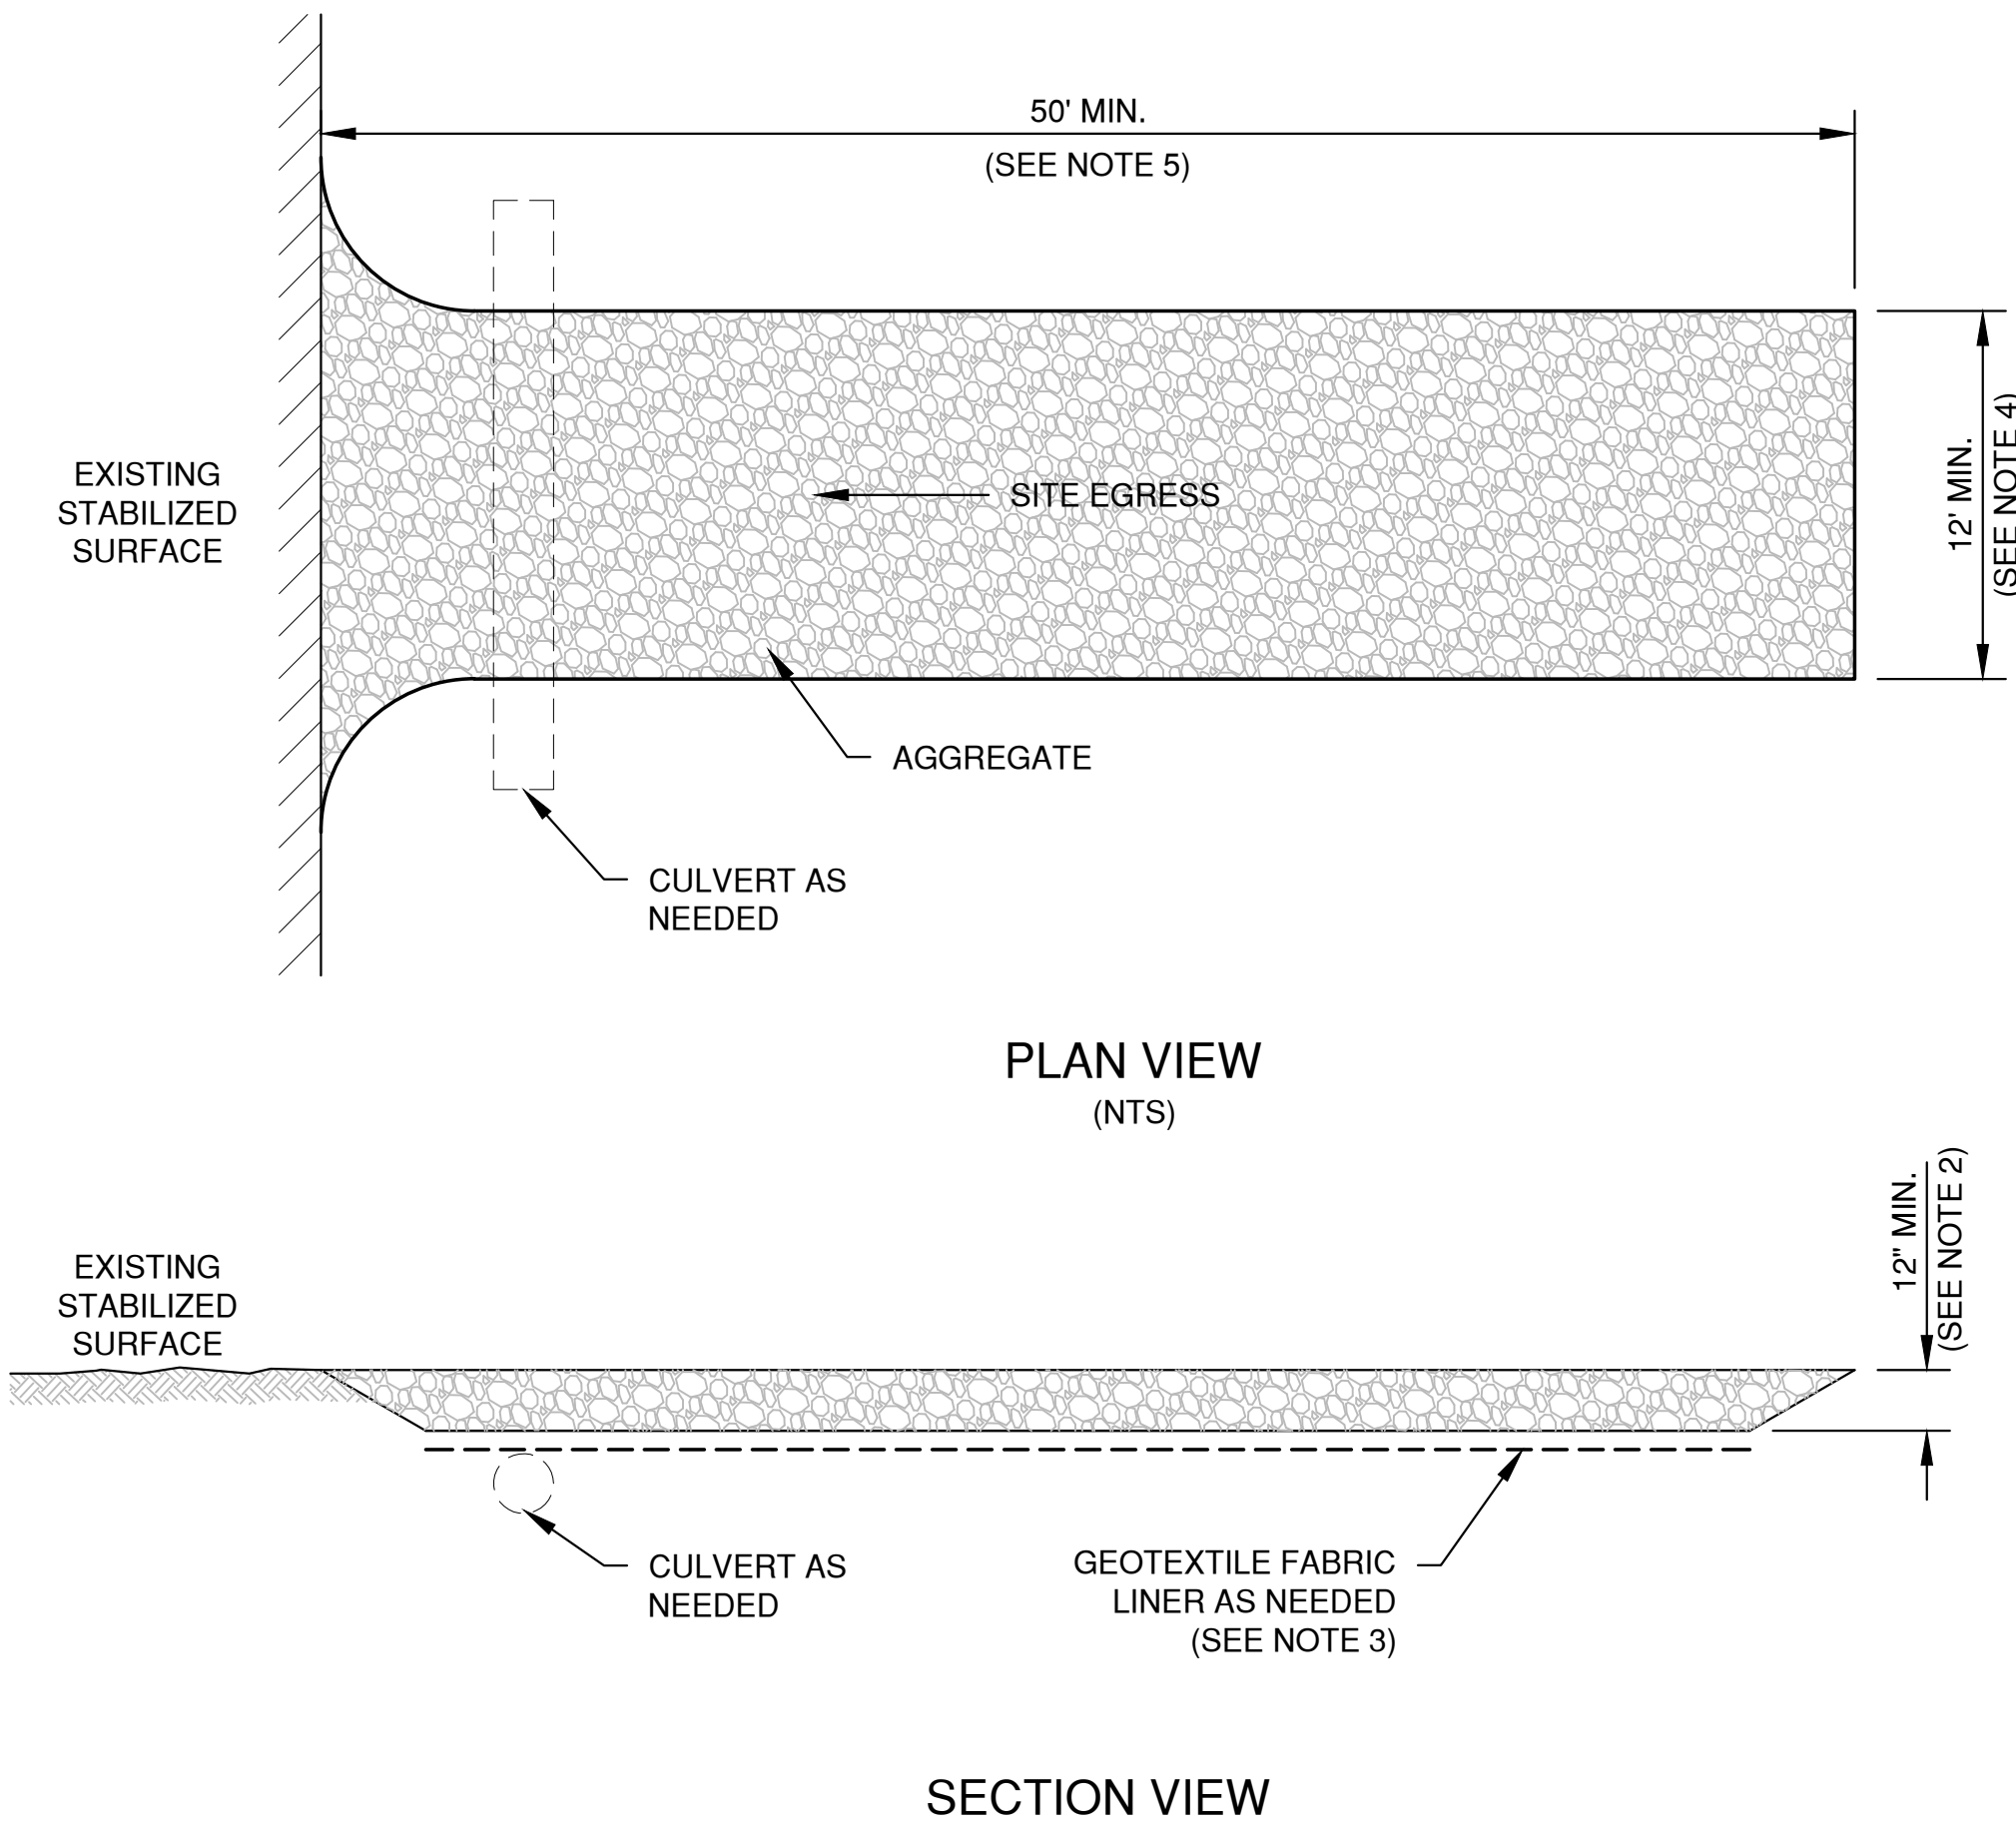 50' MIN.
(SEE NOTE 5)
EXISTING
STABILIZED
SURFACE
SITE EGRESS
12' MIN.
(SEE NOTE 4)
AGGREGATE
CULVERT AS
NEEDED
PLAN VIEW
(NTS)
12" MIN.
(SEE NOTE 2)
EXISTING
STABILIZED
SURFACE
CULVERT AS
NEEDED
GEOTEXTILE FABRIC
LINER AS NEEDED
(SEE NOTE 3)
SECTION VIEW